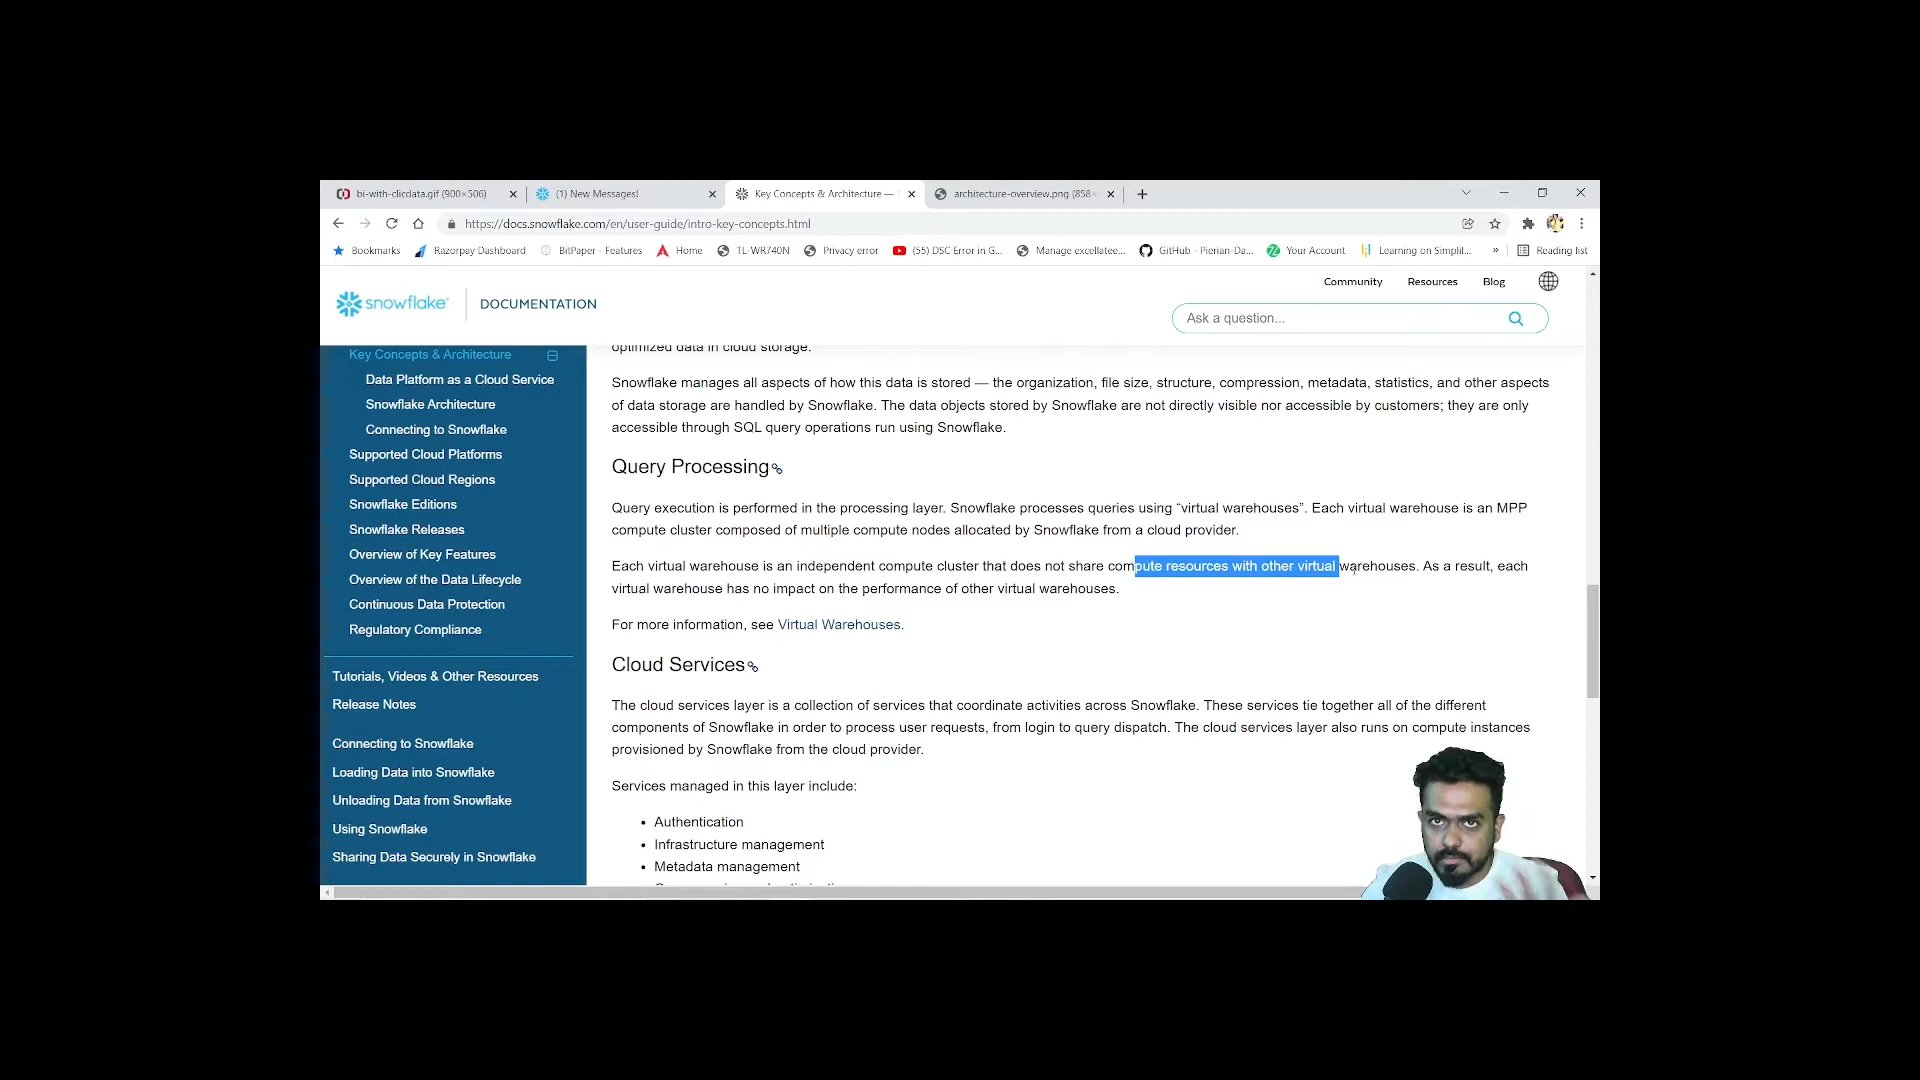 bi-with-clicdata.gif (900×506)
(1) New Messages!
Key Concepts & Architecture —
architecture-overview.png (858×
https://docs.snowflake.com/en/user-guide/intro-key-concepts.html
Bookmarks
Razorpay Dashboard
BitPaper - Features
Home
TL-WR740N
Privacy error
(55) DSC Error in G...
Manage excellatee...
GitHub - Pierian-Da...
Your Account
Learning on Simplil...
»
Reading list
Community
Resources
Blog
snowflake
DOCUMENTATION
Ask a question...
Key Concepts & Architecture
Data Platform as a Cloud Service
Snowflake Architecture
Connecting to Snowflake
Supported Cloud Platforms
Supported Cloud Regions
Snowflake Editions
Snowflake Releases
Overview of Key Features
Overview of the Data Lifecycle
Continuous Data Protection
Regulatory Compliance
Tutorials, Videos & Other Resources
Release Notes
Connecting to Snowflake
Loading Data into Snowflake
Unloading Data from Snowflake
Using Snowflake
Sharing Data Securely in Snowflake
optimized data in cloud storage.
Snowflake manages all aspects of how this data is stored — the organization, file size, structure, compression, metadata, statistics, and other aspects
of data storage are handled by Snowflake. The data objects stored by Snowflake are not directly visible nor accessible by customers; they are only
accessible through SQL query operations run using Snowflake.
Query Processing
Query execution is performed in the processing layer. Snowflake processes queries using “virtual warehouses”. Each virtual warehouse is an MPP
compute cluster composed of multiple compute nodes allocated by Snowflake from a cloud provider.
Each virtual warehouse is an independent compute cluster that does not share compute resources with other virtual warehouses. As a result, each
virtual warehouse has no impact on the performance of other virtual warehouses.
For more information, see Virtual Warehouses.
Cloud Services
The cloud services layer is a collection of services that coordinate activities across Snowflake. These services tie together all of the different
components of Snowflake in order to process user requests, from login to query dispatch. The cloud services layer also runs on compute instances
provisioned by Snowflake from the cloud provider.
Services managed in this layer include:
• Authentication
• Infrastructure management
• Metadata management